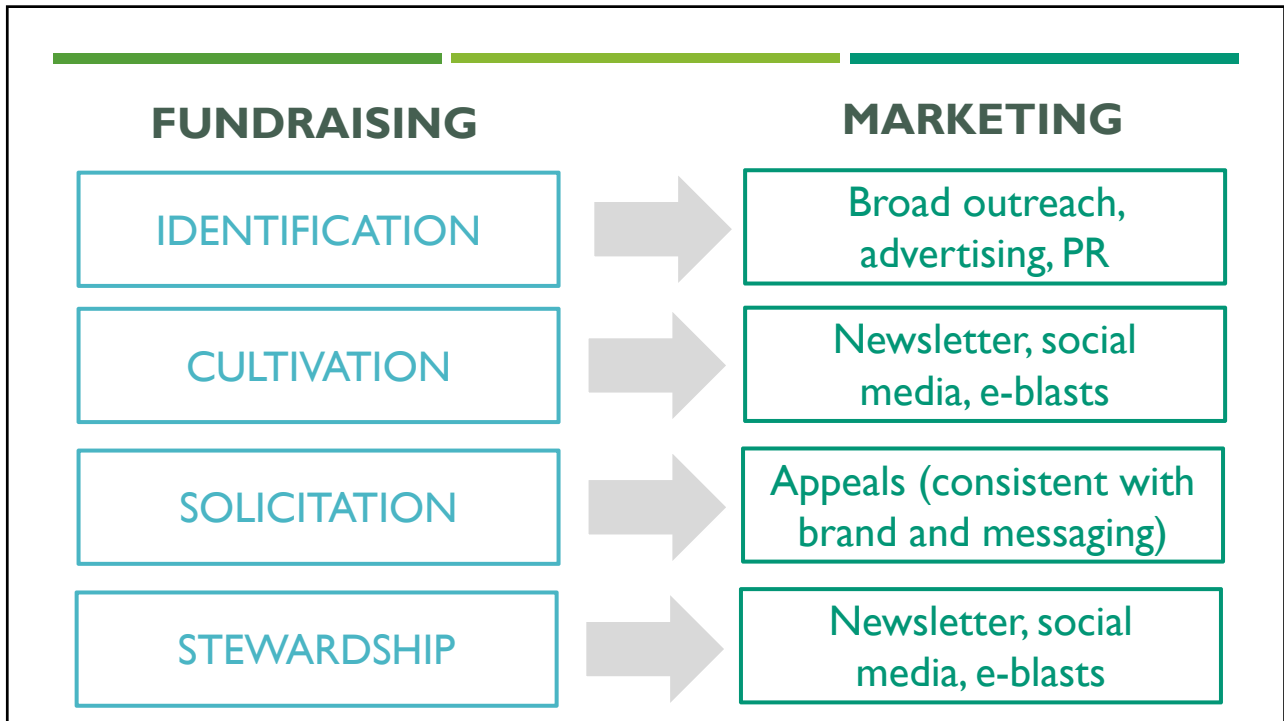 FUNDRAISING
MARKETING
IDENTIFICATION
Broad outreach,
advertising, PR
CULTIVATION
Newsletter, social
media, e-blasts
SOLICITATION
Appeals (consistent with
brand and messaging)
STEWARDSHIP
Newsletter, social
media, e-blasts